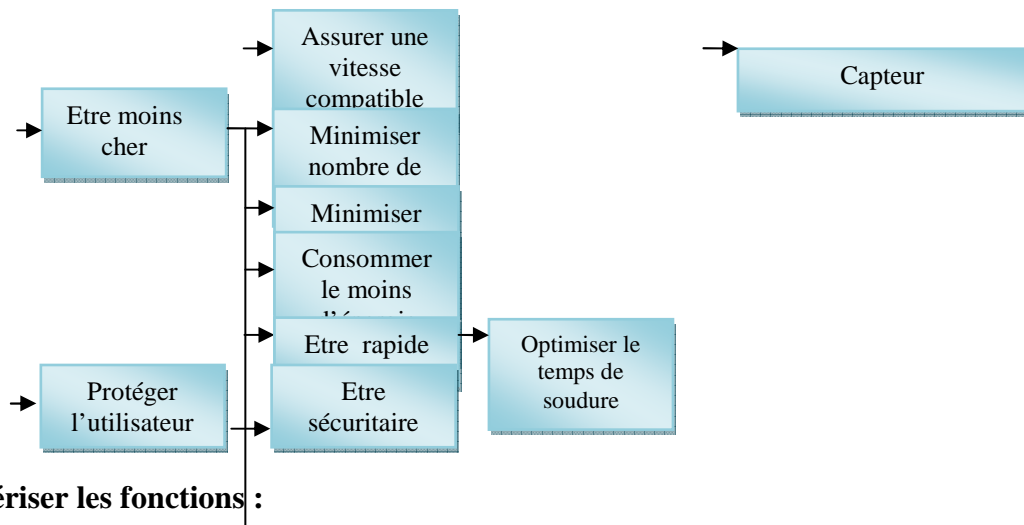 Assurer une
vitesse
compatible
Capteur
Etre moins
cher
Minimiser
nombre de
Minimiser
Consommer
le moins
Etre rapide
Optimiser le
temps de
soudure
Protéger
l’utilisateur
Etre
sécuritaire
ériser les fonctions :